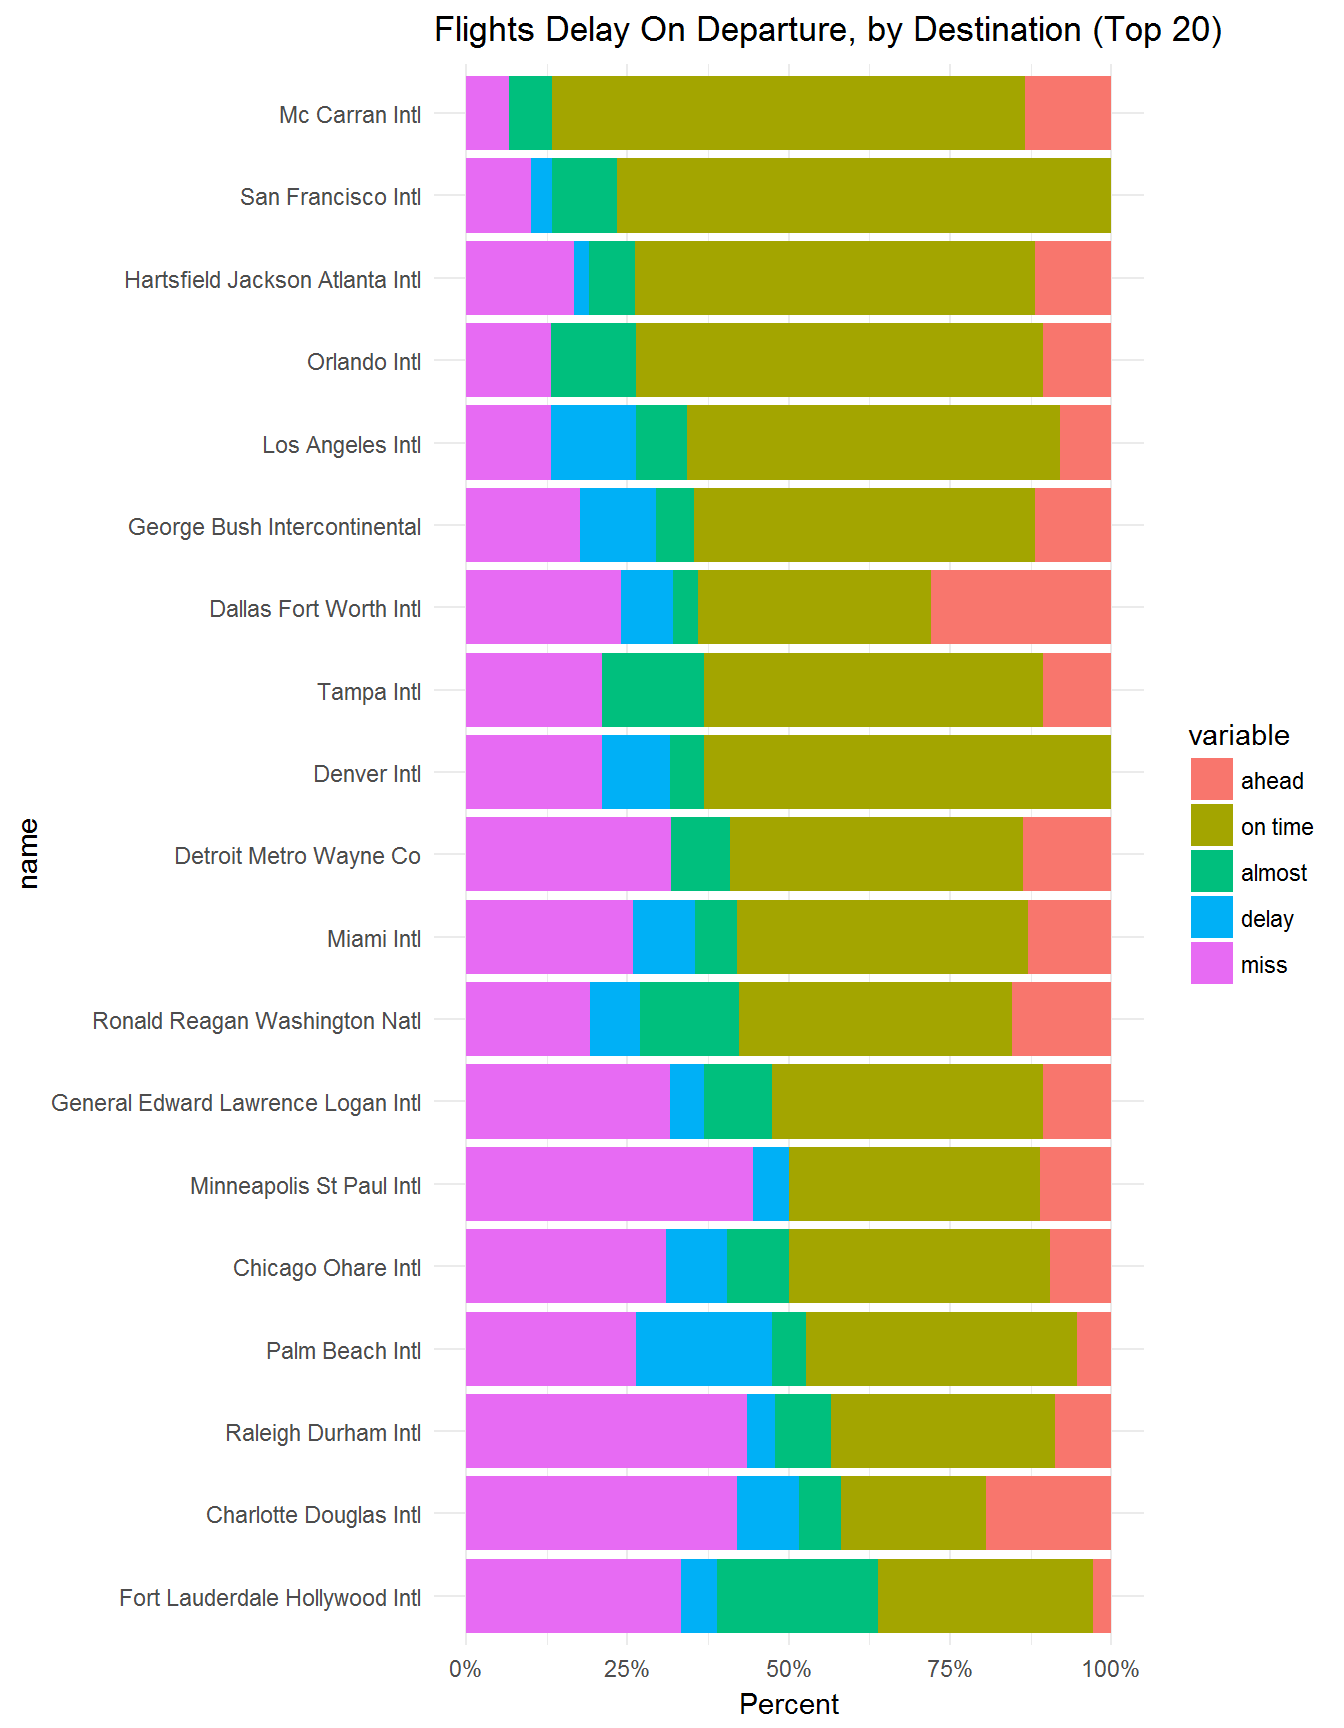 Flights Delay On Departure, by Destination (Top 20)
Mc Carran Intl
San Francisco Intl
Hartsfield Jackson Atlanta Intl
Orlando Intl
Los Angeles Intl
George Bush Intercontinental
Dallas Fort Worth Intl
Tampa Intl
Denver Intl
Detroit Metro Wayne Co
Miami Intl
Ronald Reagan Washington Natl
General Edward Lawrence Logan Intl
Minneapolis St Paul Intl
Chicago Ohare Intl
Palm Beach Intl
Raleigh Durham Intl
Charlotte Douglas Intl
Fort Lauderdale Hollywood Intl
name
0% 25% 50% 75% 100%
Percent
variable
ahead
on time
almost
delay
miss